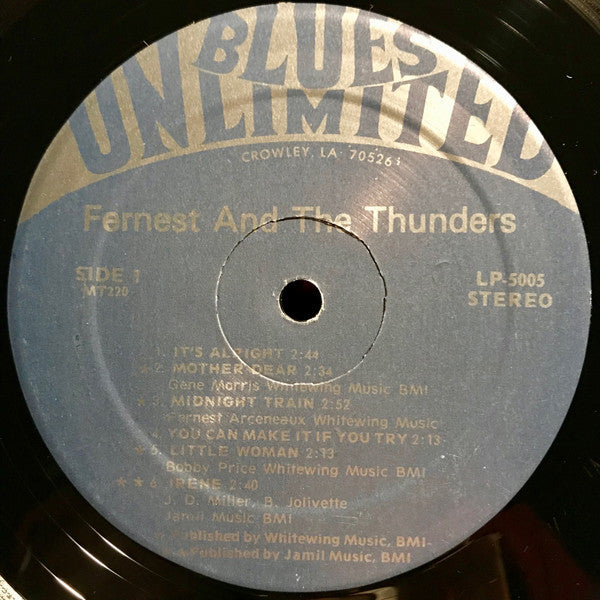 BLUES
UNLIMITED
CROWLEY, LA 70526
Fernest And The Thunders
SIDE 1
MT220
LP-5005
STEREO
1. IT'S ALRIGHT 2:44
★ 2. MOTHER DEAR 2:34
Gene Morris Whitewing Music BMI
★ 3. MIDNIGHT TRAIN 2:52
Fernest Arceneaux Whitewing Music
4. YOU CAN MAKE IT IF YOU TRY 2:13
★ 5. LITTLE WOMAN 2:13
Bobby Price Whitewing Music BMI
★ ★ 6. IRENE 2:40
J. D. Miller, B. Jolivette
Jamil Music BMI
★ Published by Whitewing Music, BMI
★ ★ Published by Jamil Music, BMI